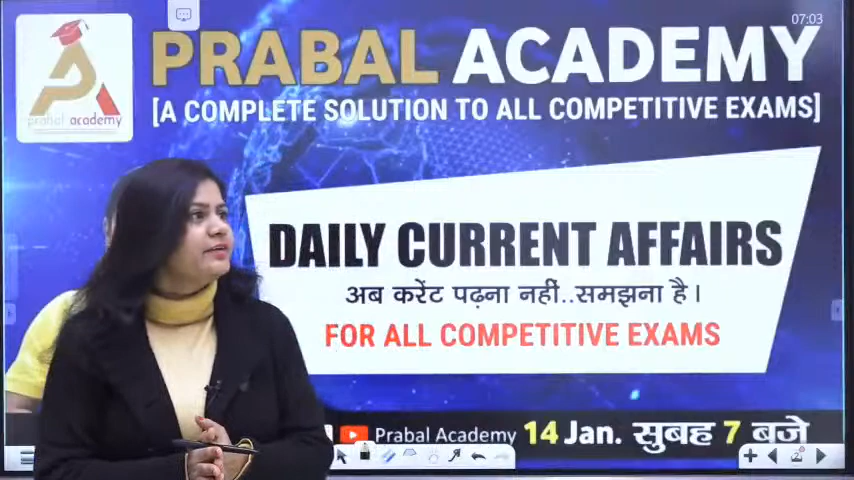 07:03
PRABAL ACADEMY
[A COMPLETE SOLUTION TO ALL COMPETITIVE EXAMS]
prabal academy
DAILY CURRENT AFFAIRS
अब करेंट पढ़ना नहीं..समझना है।
FOR ALL COMPETITIVE EXAMS
Prabal Academy 14 Jan. सुबह 7 बजे